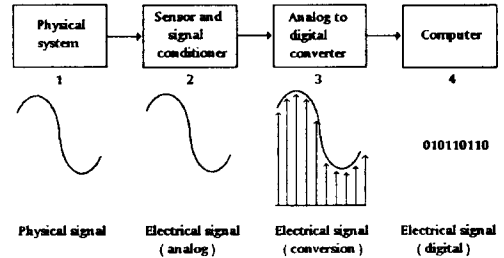 Physical
system
Sensor and
signal
conditioner
Analog to
digital
converter
Computer
1
2
3
4
010110110
Physical signal
Electrical signal
( analog )
Electrical signal
( conversion )
Electrical signal
( digital )